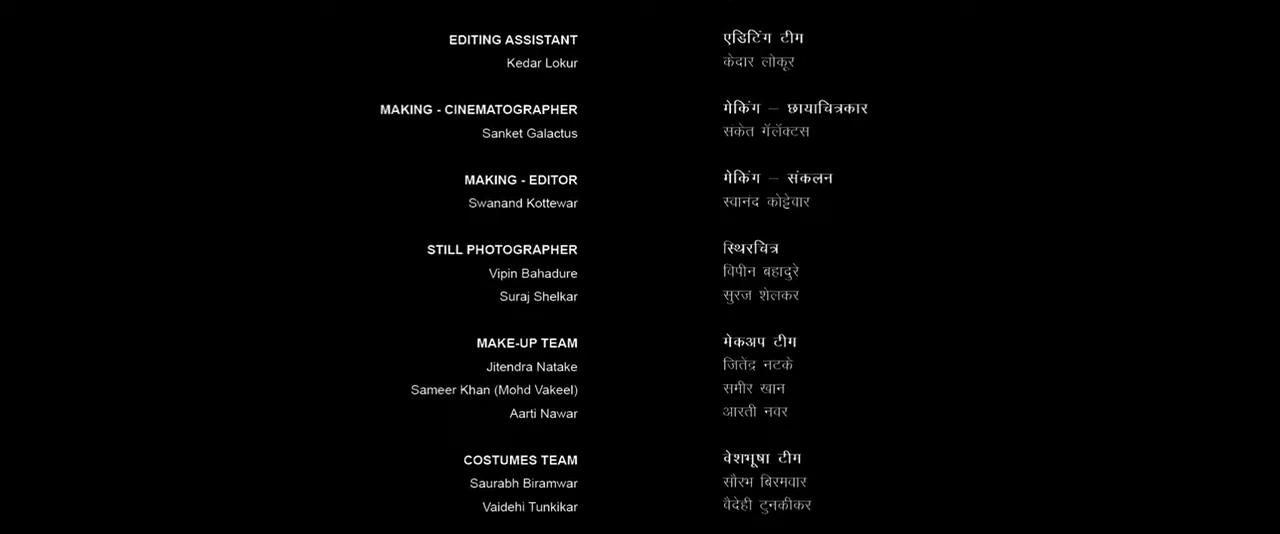 EDITING ASSISTANT
Kedar Lokur
MAKING - CINEMATOGRAPHER
Sanket Galactus
MAKING - EDITOR
Swanand Kottewar
STILL PHOTOGRAPHER
Vipin Bahadure
Suraj Shelkar
MAKE-UP TEAM
Jitendra Natake
Sameer Khan (Mohd Vakeel)
Aarti Nawar
COSTUMES TEAM
Saurabh Biramwar
Vaidehi Tunkikar
एडिटिंग टीम
केदार लोकूर
मेकिंग – छायाचित्रकार
संकेत गॅलॅक्टस
मेकिंग – संकलन
स्वानंद कोट्टेवार
स्थिरचित्र
विपीन बहादुरे
सुरज शेलकर
मेकअप टीम
जितेंद्र नटके
समीर खान
आरती नवर
वेशभूषा टीम
सौरभ बिरमवार
वैदेही टुनकीकर